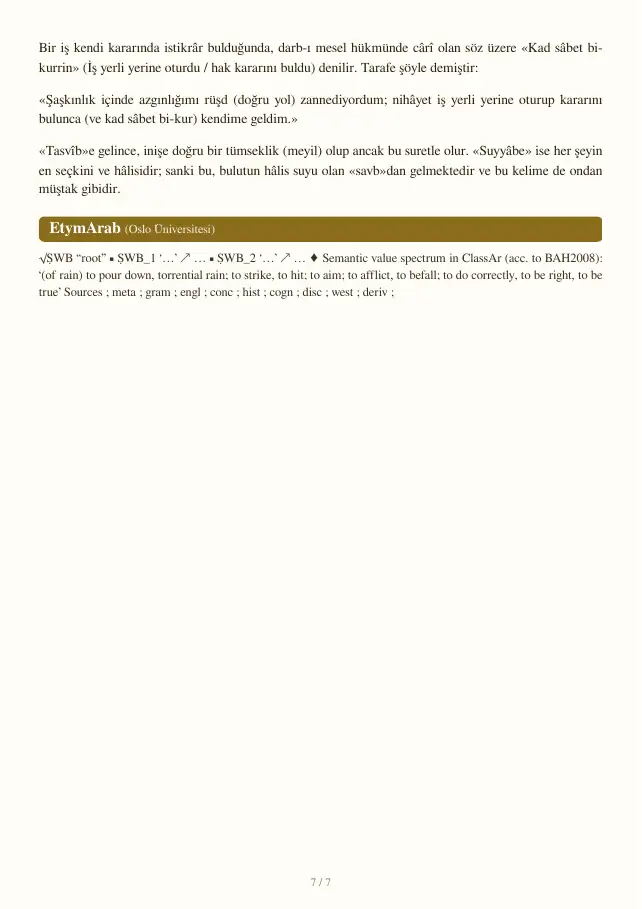 Bir iş kendi kararında istikrâr bulduğunda, darb-ı mesel hükmünde cârî olan söz üzere «Kad sâbet bi-
kurrin» (İş yerli yerine oturdu / hak kararını buldu) denilir. Tarafe şöyle demiştir:
«Şaşkınlık içinde azgınlığımı rüşd (doğru yol) zannediyordum; nihâyet iş yerli yerine oturup kararını
bulunca (ve kad sâbet bi-kur) kendime geldim.»
«Tasvîb»e gelince, inişe doğru bir tümseklik (meyil) olup ancak bu suretle olur. «Suyyâbe» ise her şeyin
en seçkini ve hâlisidir; sanki bu, bulutun hâlis suyu olan «savb»dan gelmektedir ve bu kelime de ondan
müştak gibidir.
EtymArab (Oslo Üniversitesi)
√ṢWB “root” ▪ ṢWB_1 ‘…’ ↗ … ▪ ṢWB_2 ‘…’ ↗ … ♦ Semantic value spectrum in ClassAr (acc. to BAH2008):
‘(of rain) to pour down, torrential rain; to strike, to hit; to aim; to afflict, to befall; to do correctly, to be right, to be
true’ Sources ; meta ; gram ; engl ; conc ; hist ; cogn ; disc ; west ; deriv ;
7 / 7